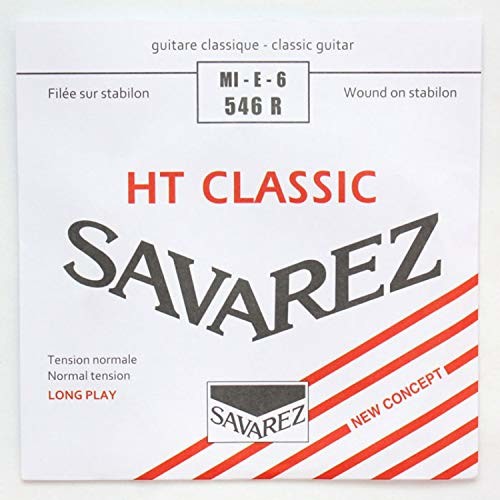 guitare classique - classic guitar
MI - E - 6
546 R
Filée sur stabilon
Wound on stabilon
HT CLASSIC
SAVAREZ
Tension normale
Normal tension
LONG PLAY
SAVAREZ
NEW CONCEPT